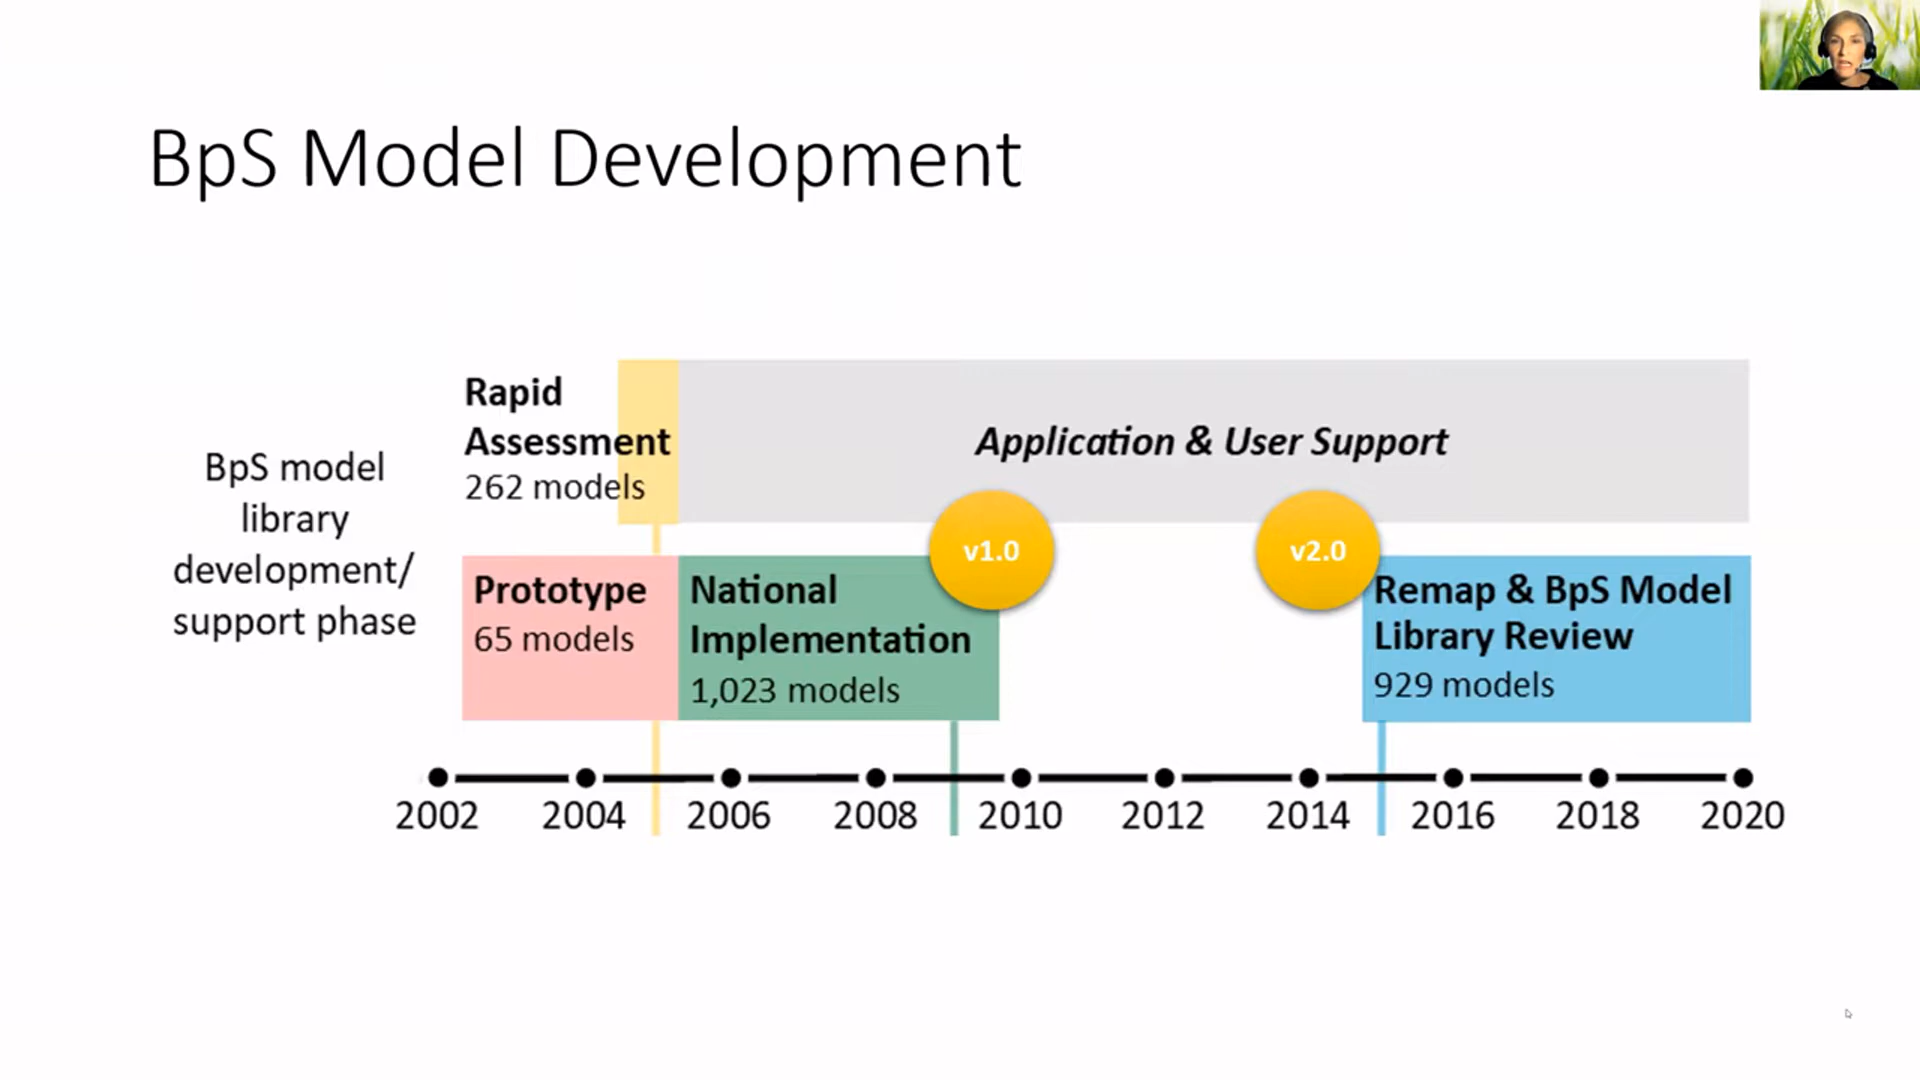 BpS Model Development
Rapid
Assessment
262 models
Application & User Support
BpS model
library
development/
support phase
v1.0
v2.0
Prototype
65 models
National
Implementation
1,023 models
Remap & BpS Model
Library Review
929 models
2002 2004 2006 2008 2010 2012 2014 2016 2018 2020